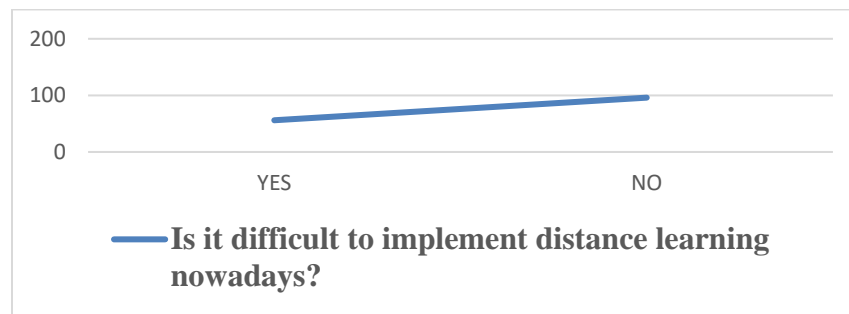 200
100
0
YES NO
Is it difficult to implement distance learning
nowadays?